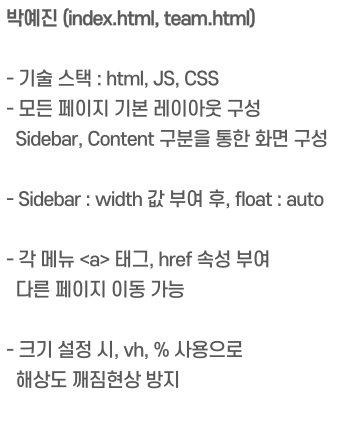 박예진 (index.html, team.html)
- 기술 스택 : html, JS, CSS
- 모든 페이지 기본 레이아웃 구성
Sidebar, Content 구분을 통한 화면 구성
- Sidebar : width 값 부여 후, float : auto
- 각 메뉴 <a> 태그, href 속성 부여
다른 페이지 이동 가능
- 크기 설정 시, vh, % 사용으로
해상도 깨짐현상 방지